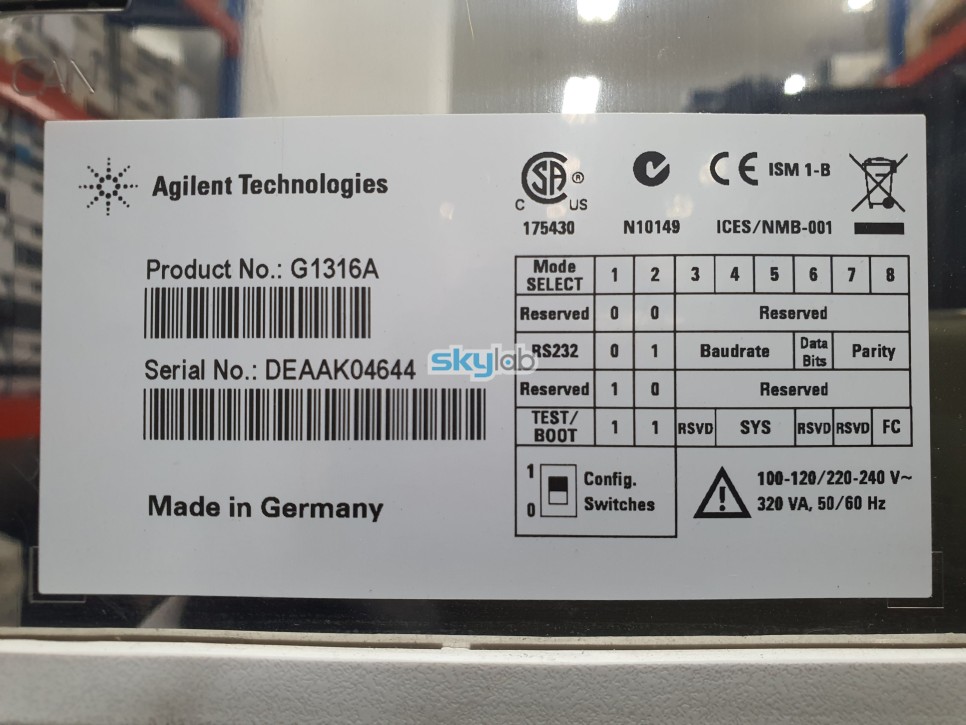 CAN
Agilent Technologies
CSA ®
C US
CE ISM 1-B
175430 N10149 ICES/NMB-001
Product No.: G1316A
Serial No.: DEAAK04644
Made in Germany
Mode SELECT 1 2 3 4 5 6 7 8
Reserved 0 0 Reserved
RS232 0 1 Baudrate Data Bits Parity
Reserved 1 0 Reserved
TEST/ BOOT 1 1 RSVD SYS RSVD RSVD FC
1
0
Config.
Switches
100-120/220-240 V~
320 VA, 50/60 Hz
skylab